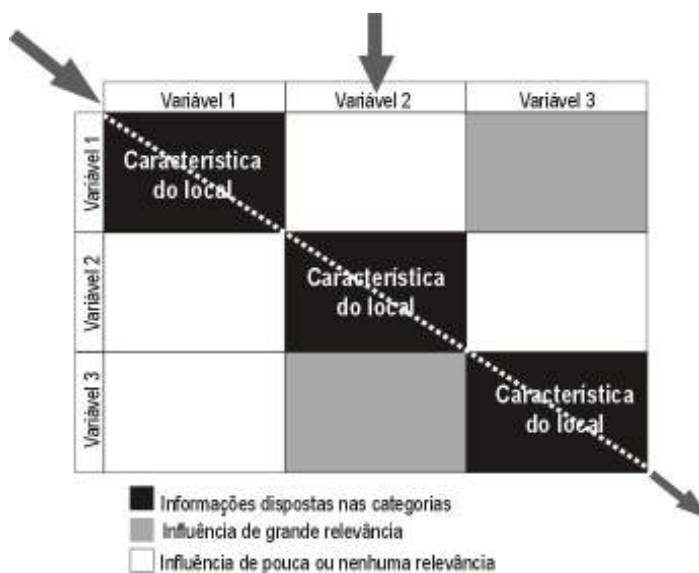 Variável 1
Variável 2
Variável 3
Variável 1
Característica
do local
Variável 2
Característica
do local
Variável 3
Característica
do local
Informações dispostas nas categorias
Influência de grande relevância
Influência de pouca ou nenhuma relevância